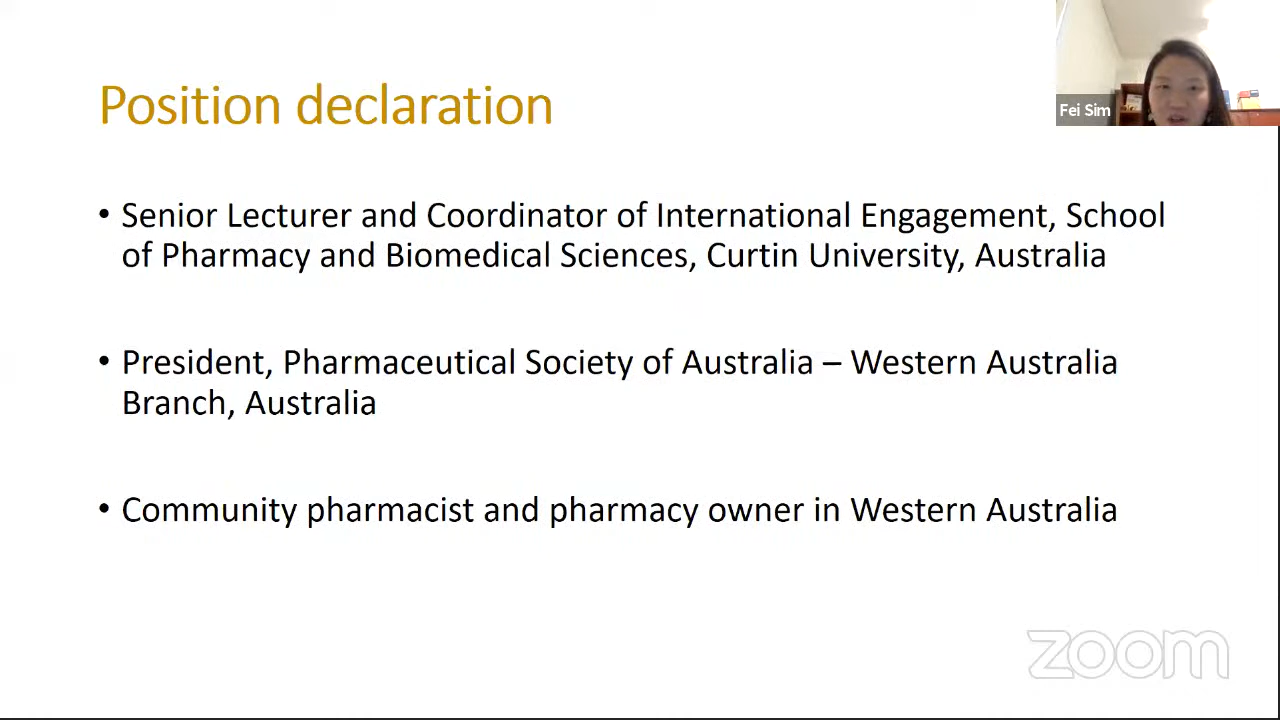 Position declaration
Fei Sim
• Senior Lecturer and Coordinator of International Engagement, School
of Pharmacy and Biomedical Sciences, Curtin University, Australia
• President, Pharmaceutical Society of Australia – Western Australia
Branch, Australia
• Community pharmacist and pharmacy owner in Western Australia
zoom